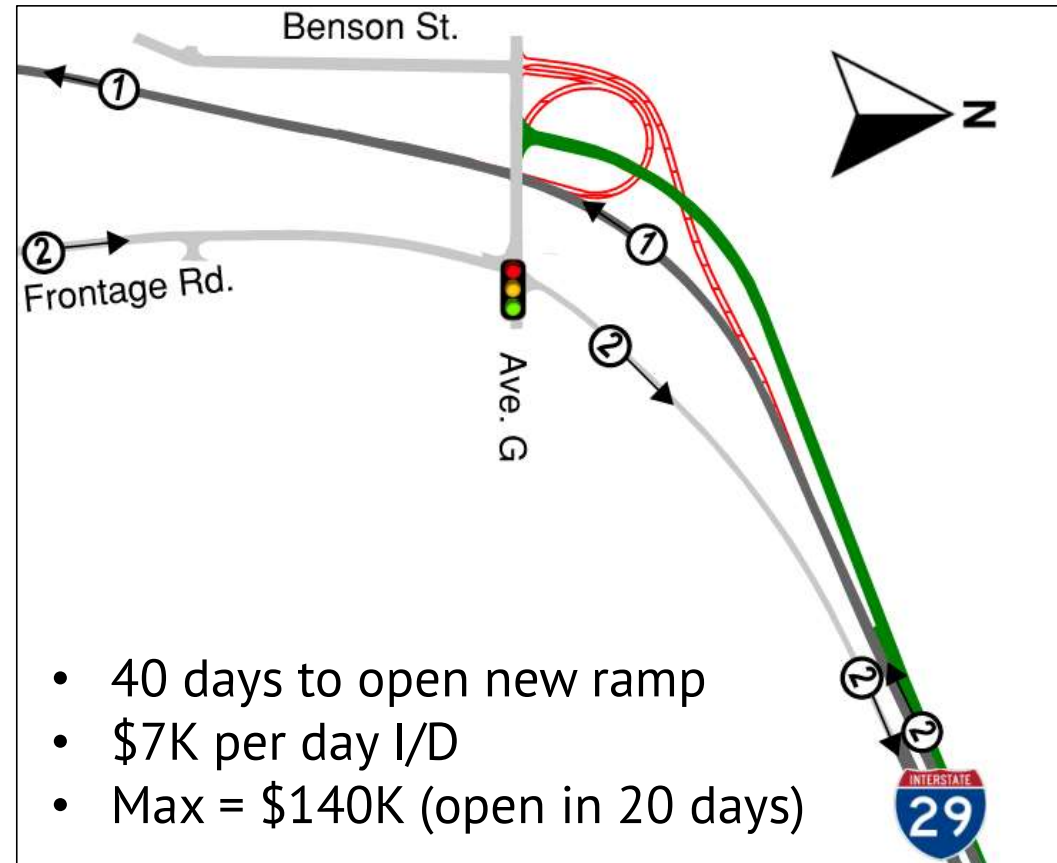 Benson St.
1
N
1
2
Frontage Rd.
2
Ave. G
2
2
• 40 days to open new ramp
• $7K per day I/D
• Max = $140K (open in 20 days)
INTERSTATE
29